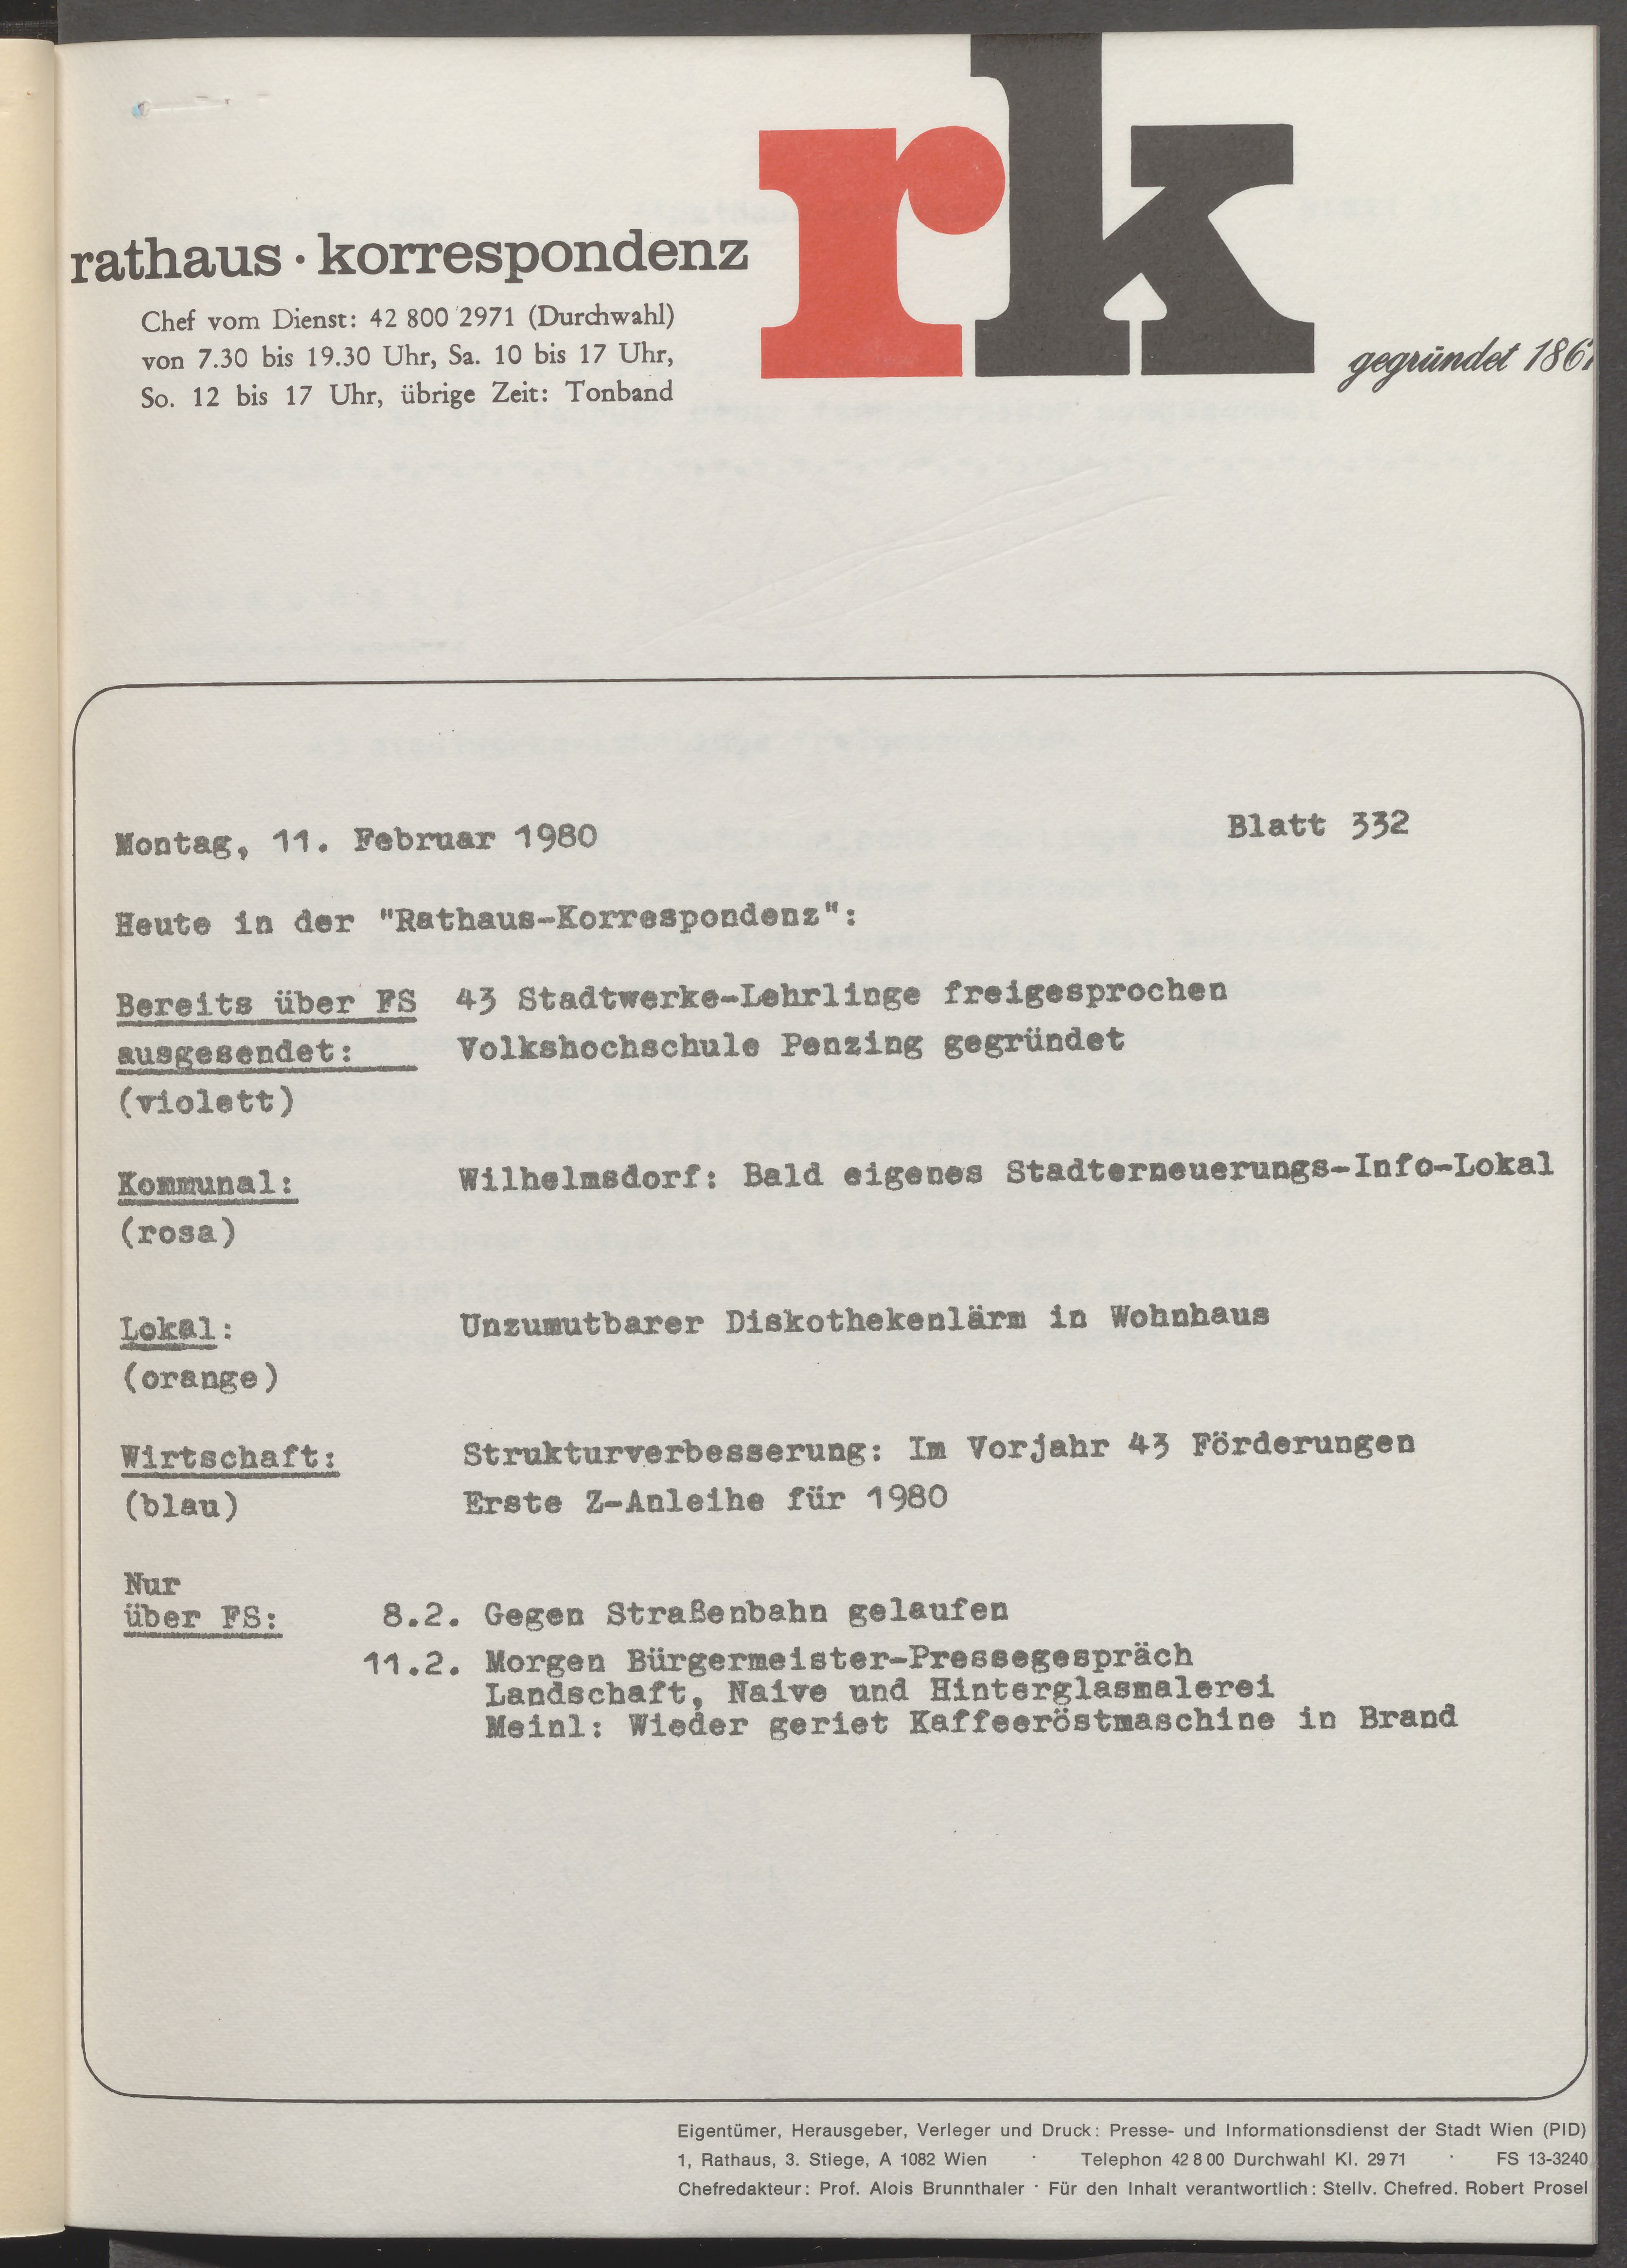 rk
rathaus · korrespondenz
Chef vom Dienst: 42 800 2971 (Durchwahl)
von 7.30 bis 19.30 Uhr, Sa. 10 bis 17 Uhr,
So. 12 bis 17 Uhr, übrige Zeit: Tonband
gegründet 1861
Montag, 11. Februar 1980 Blatt 332
Heute in der "Rathaus-Korrespondenz":
Bereits über FS 43 Stadtwerke-Lehrlinge freigesprochen
ausgesendet: Volkshochschule Penzing gegründet
(violett)
Kommunal: Wilhelmsdorf: Bald eigenes Stadterneuerungs-Info-Lokal
(rosa)
Lokal: Unzumutbarer Diskothekenlärm in Wohnhaus
(orange)
Wirtschaft: Strukturverbesserung: Im Vorjahr 43 Förderungen
(blau) Erste Z-Anleihe für 1980
Nur
über FS: 8.2. Gegen Straßenbahn gelaufen
11.2. Morgen Bürgermeister-Pressegespräch
Landschaft, Naive und Hinterglasmalerei
Meinl: Wieder geriet Kaffeeröstmaschine in Brand
Eigentümer, Herausgeber, Verleger und Druck: Presse- und Informationsdienst der Stadt Wien (PID)
1, Rathaus, 3. Stiege, A 1082 Wien · Telephon 42 8 00 Durchwahl Kl. 29 71 · FS 13-3240
Chefredakteur: Prof. Alois Brunnthaler · Für den Inhalt verantwortlich: Stellv. Chefred. Robert Prosel